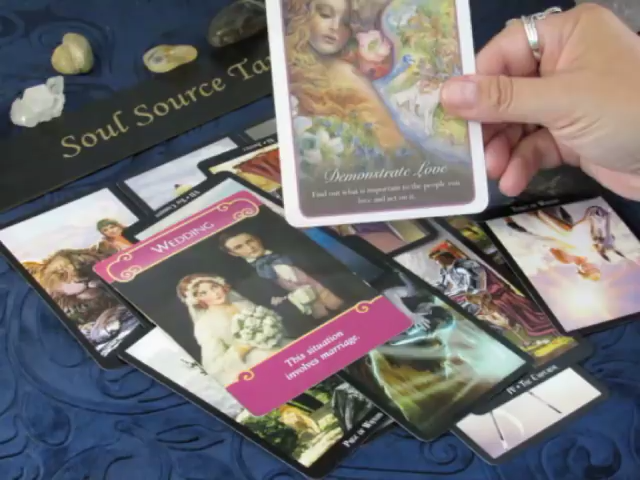 Soul Source Ta
Demonstrate Love
Find out what is important to the people you
love and act on it.
WEDDING
This situation
involves marriage.